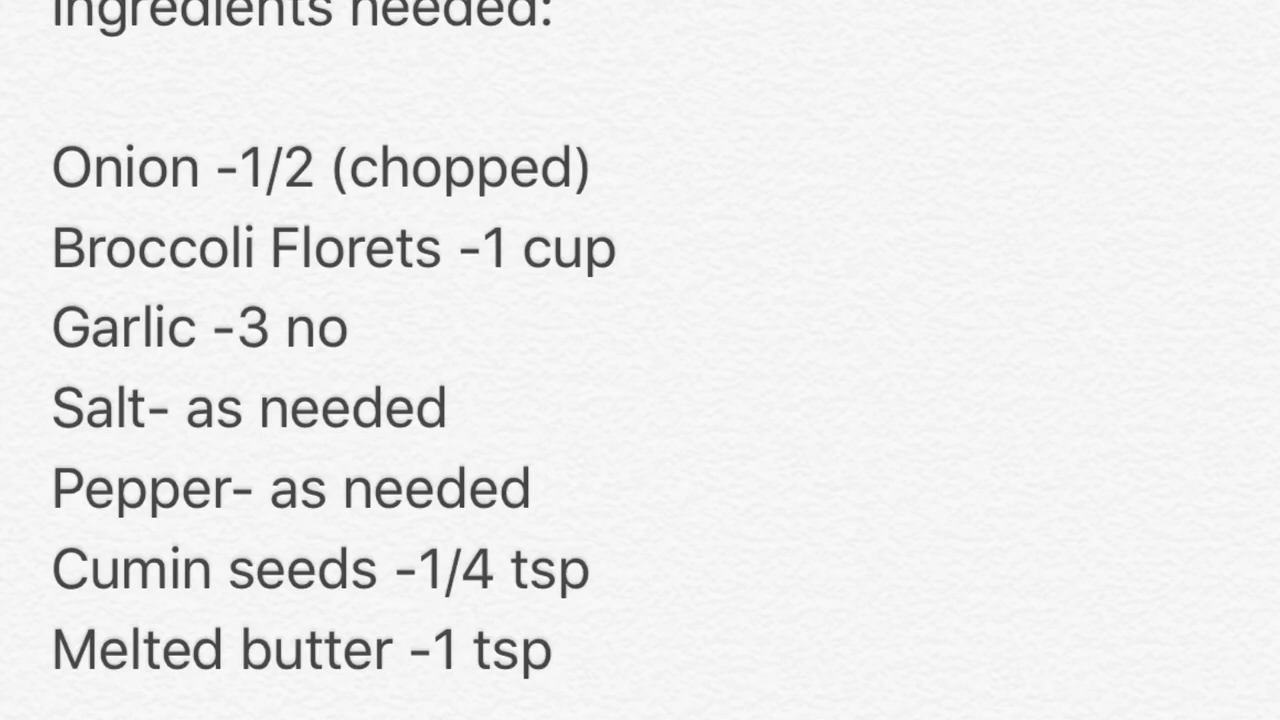 Ingredients needed:
Onion -1/2 (chopped)
Broccoli Florets -1 cup
Garlic -3 no
Salt- as needed
Pepper- as needed
Cumin seeds -1/4 tsp
Melted butter -1 tsp